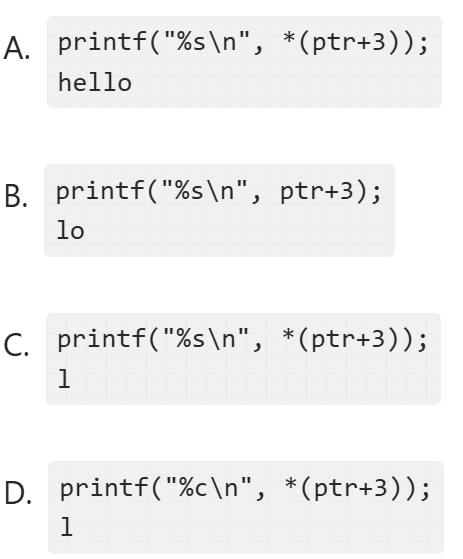 A. printf("%s\n", *(ptr+3));
hello
B. printf("%s\n", ptr+3);
lo
C. printf("%s\n", *(ptr+3));
l
D. printf("%c\n", *(ptr+3));
l